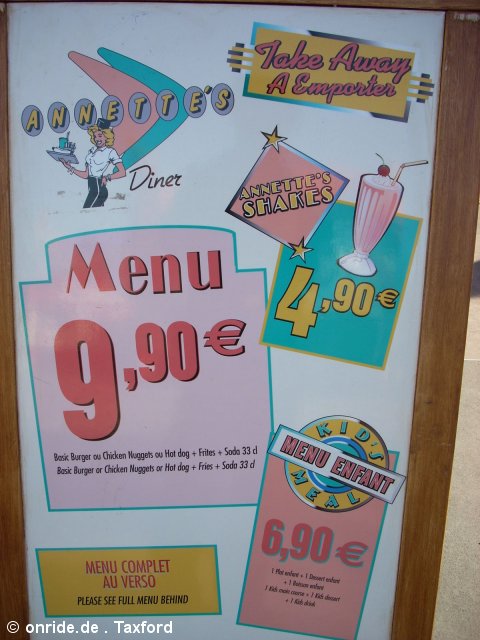 ANNETTE'S
Diner
Take Away
A Emporter
ANNETTE'S
SHAKES
4,90€
Menu
9,90€
Basic Burger ou Chicken Nuggets ou Hot dog + Frites + Soda 33 cl
Basic Burger or Chicken Nuggets or Hot dog + Fries + Soda 33 cl
KID'S
MENU ENFANT
MEAL
6,90€
1 Plat enfant + 1 Dessert enfant
+ 1 Boisson enfant
1 Kids main course + 1 Kids dessert
+ 1 Kids drink
MENU COMPLET
AU VERSO
PLEASE SEE FULL MENU BEHIND
© onride.de . Taxford